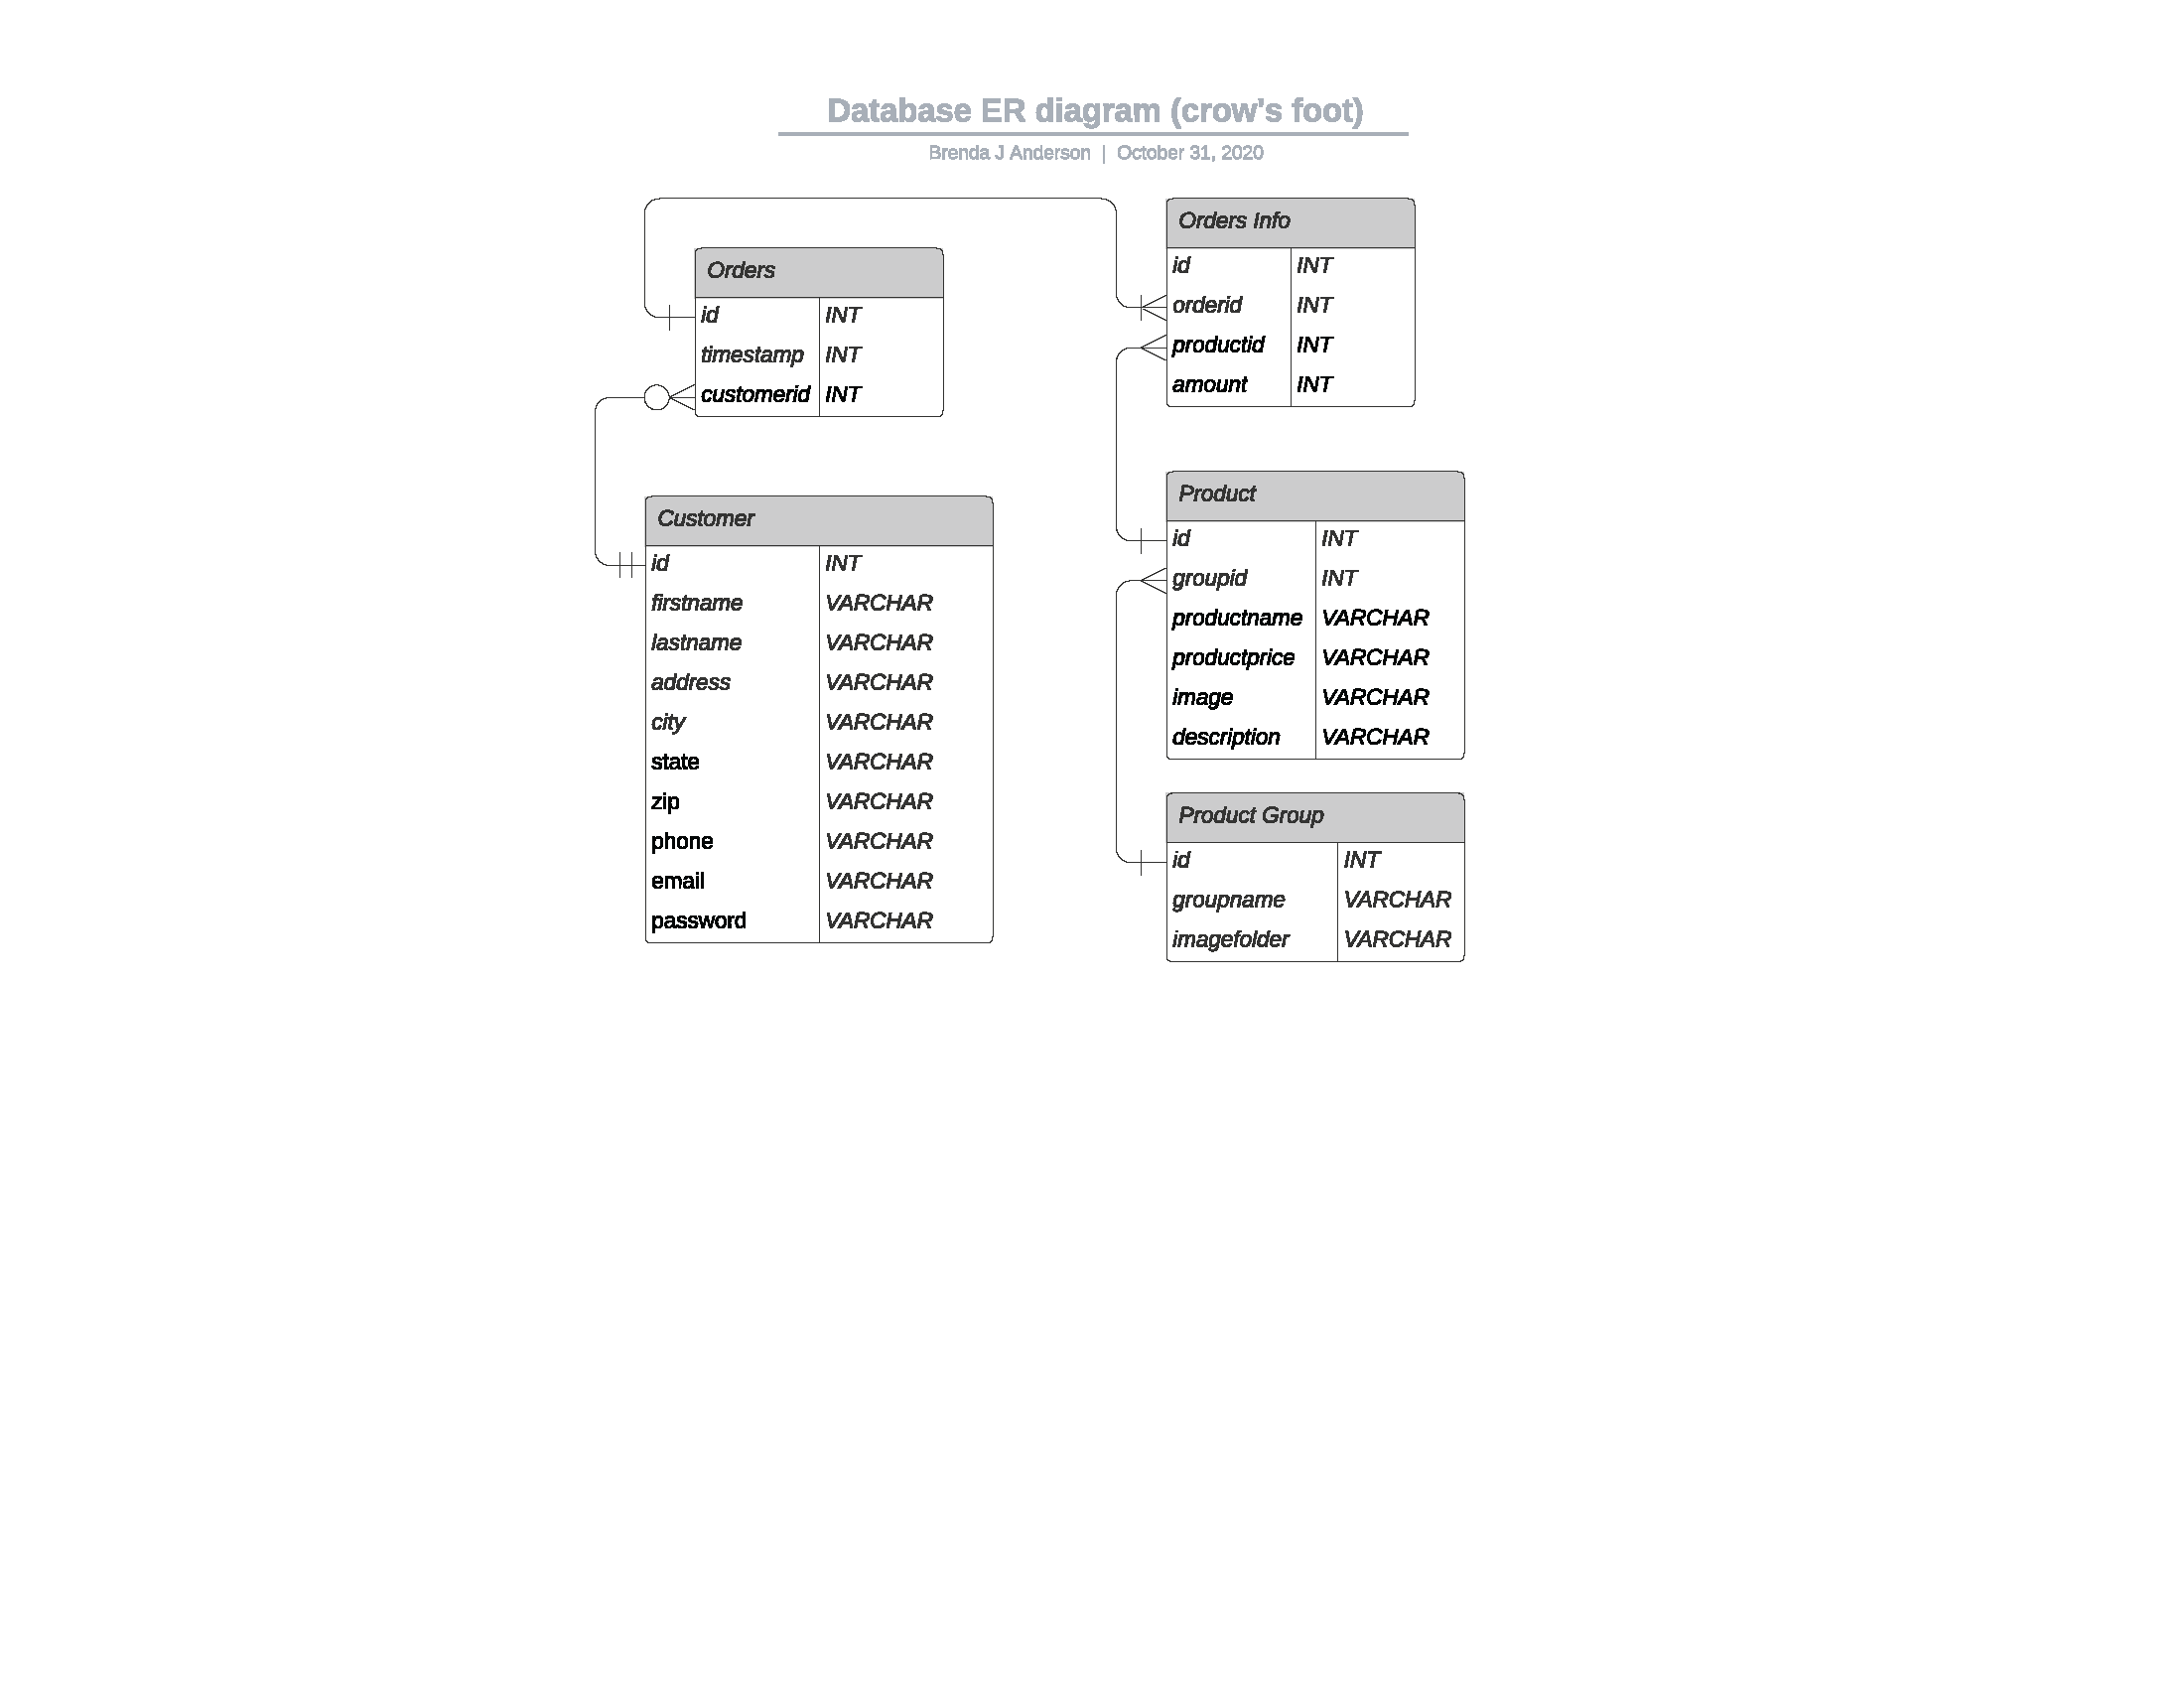 Database ER diagram (crow's foot)
Brenda J Anderson | October 31, 2020
Orders
id INT
timestamp INT
customerid INT
Customer
id INT
firstname VARCHAR
lastname VARCHAR
address VARCHAR
city VARCHAR
state VARCHAR
zip VARCHAR
phone VARCHAR
email VARCHAR
password VARCHAR
Orders Info
id INT
orderid INT
productid INT
amount INT
Product
id INT
groupid INT
productname VARCHAR
productprice VARCHAR
image VARCHAR
description VARCHAR
Product Group
id INT
groupname VARCHAR
imagefolder VARCHAR